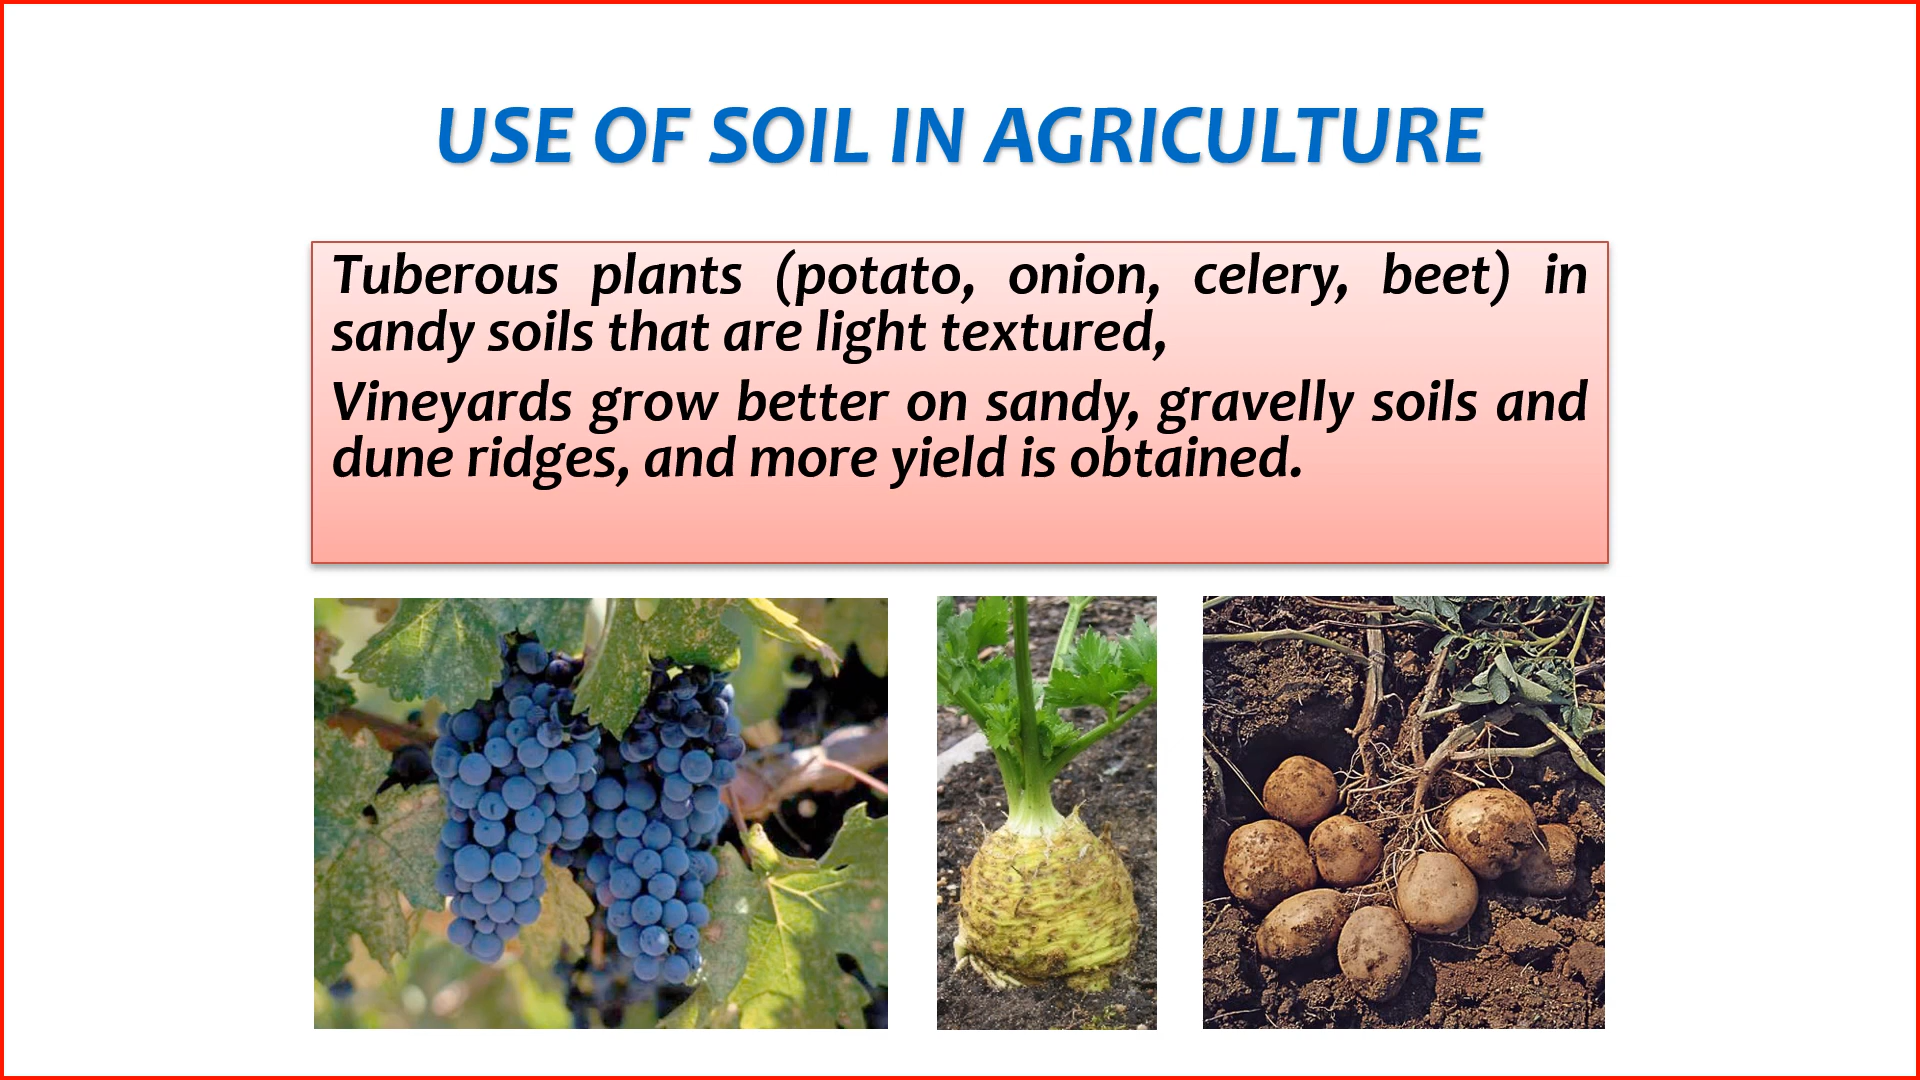 USE OF SOIL IN AGRICULTURE
Tuberous plants (potato, onion, celery, beet) in
sandy soils that are light textured,
Vineyards grow better on sandy, gravelly soils and
dune ridges, and more yield is obtained.